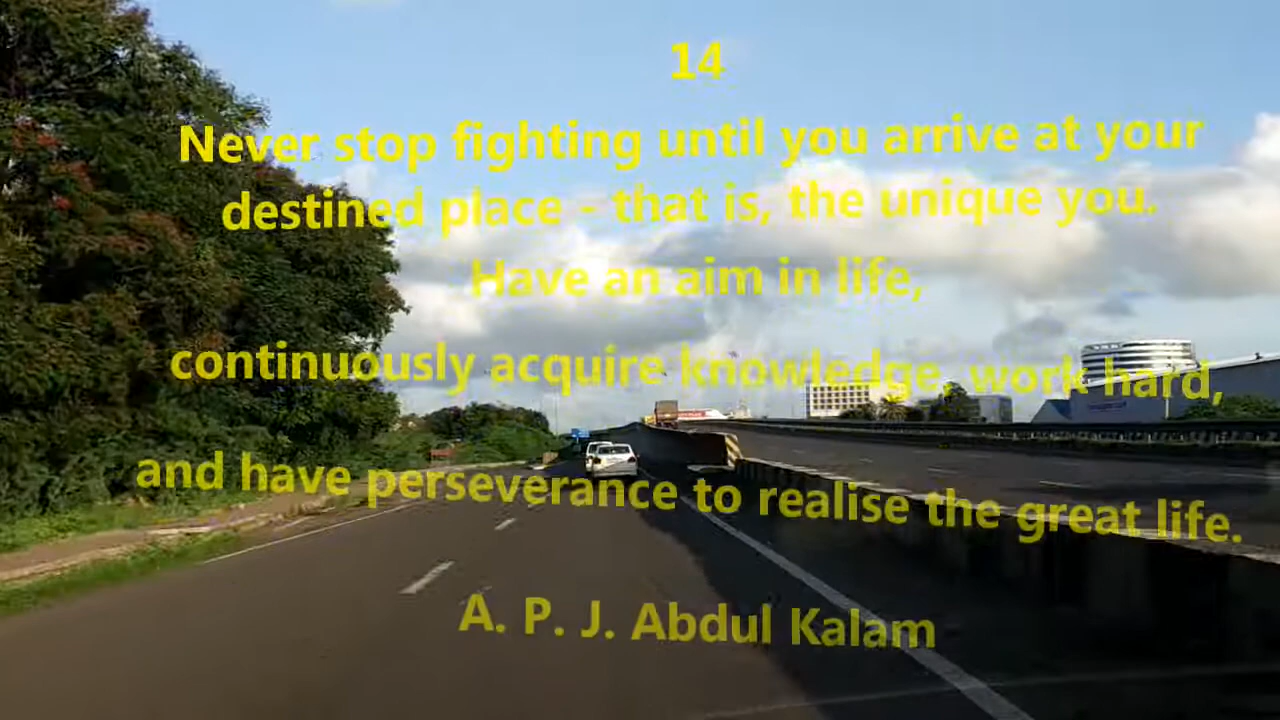 14
Never stop fighting until you arrive at your
destined place - that is, the unique you.
Have an aim in life,
continuously acquire knowledge, work hard,
and have perseverance to realise the great life.
A. P. J. Abdul Kalam